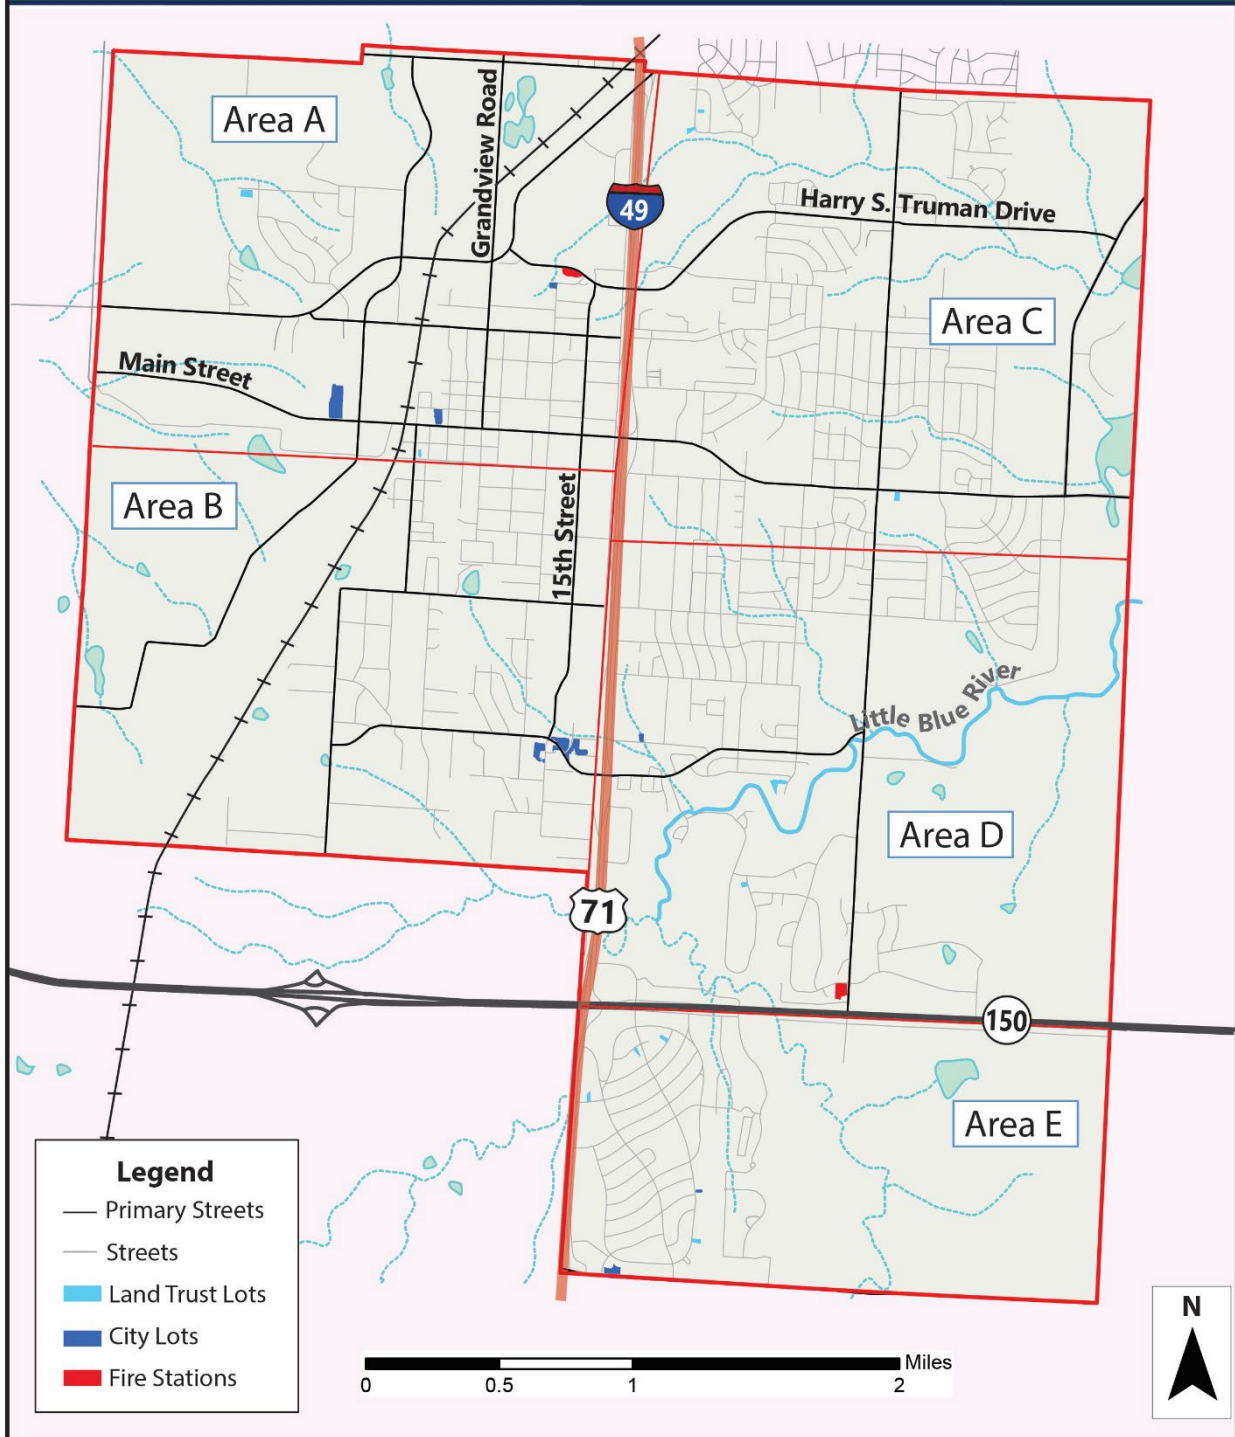 Area A
Grandview Road
49
Harry S. Truman Drive
Area C
Main Street
Area B
15th Street
Little Blue River
Area D
71
150
Area E
Legend
Primary Streets
Streets
Land Trust Lots
City Lots
Fire Stations
0 0.5 1 2 Miles
N